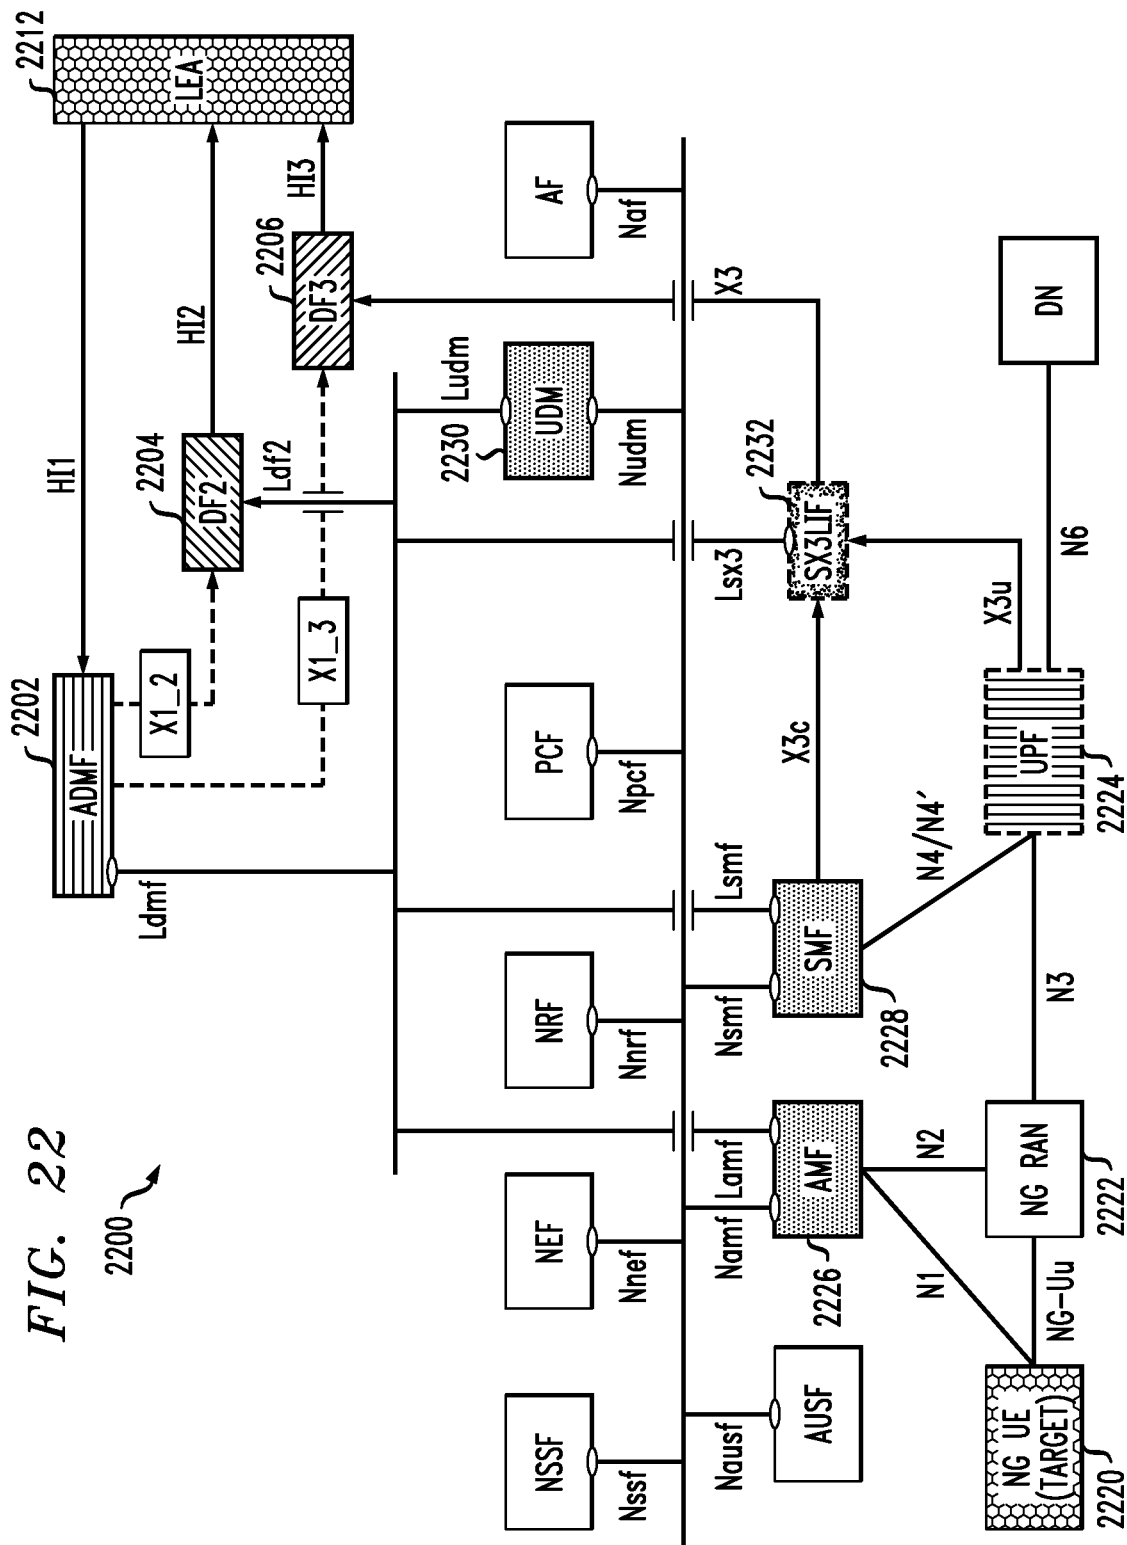 FIG. 22
2200
ADMF
2202
HI1
LEA
2212
X1_2
DF2
2204
HI2
X1_3
DF3
2206
HI3
Ldmf
Ldf2
Ludm
NSSF
Nssf
NEF
Nnef
NRF
Nnrf
PCF
Npcf
2230
UDM
Nudm
AF
Naf
Nausf
AUSF
Namf
Lamf
AMF
2226
Nsmf
Lsmf
SMF
2228
X3c
Lsx3
SX3LIF
2232
X3
N1
N2
N4/N4'
X3u
NG UE
(TARGET)
2220
NG-Uu
NG RAN
2222
N3
UPF
2224
N6
DN